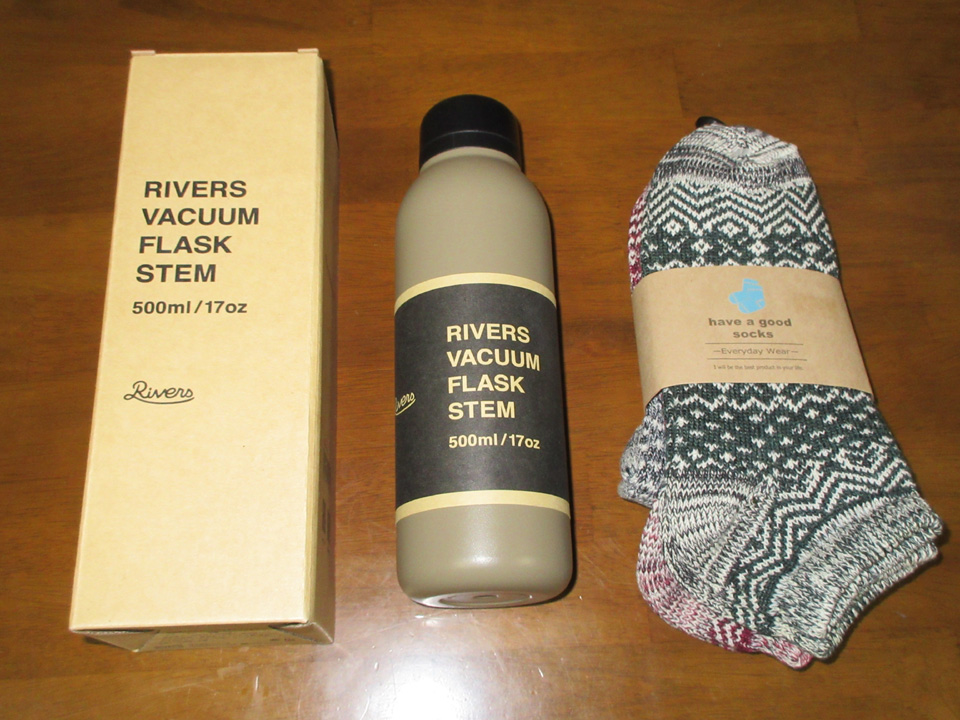 RIVERS
VACUUM
FLASK
STEM
500ml/17oz
Rivers
RIVERS
VACUUM
FLASK
STEM
500ml/17oz
have a good
socks
—Everyday Wear—